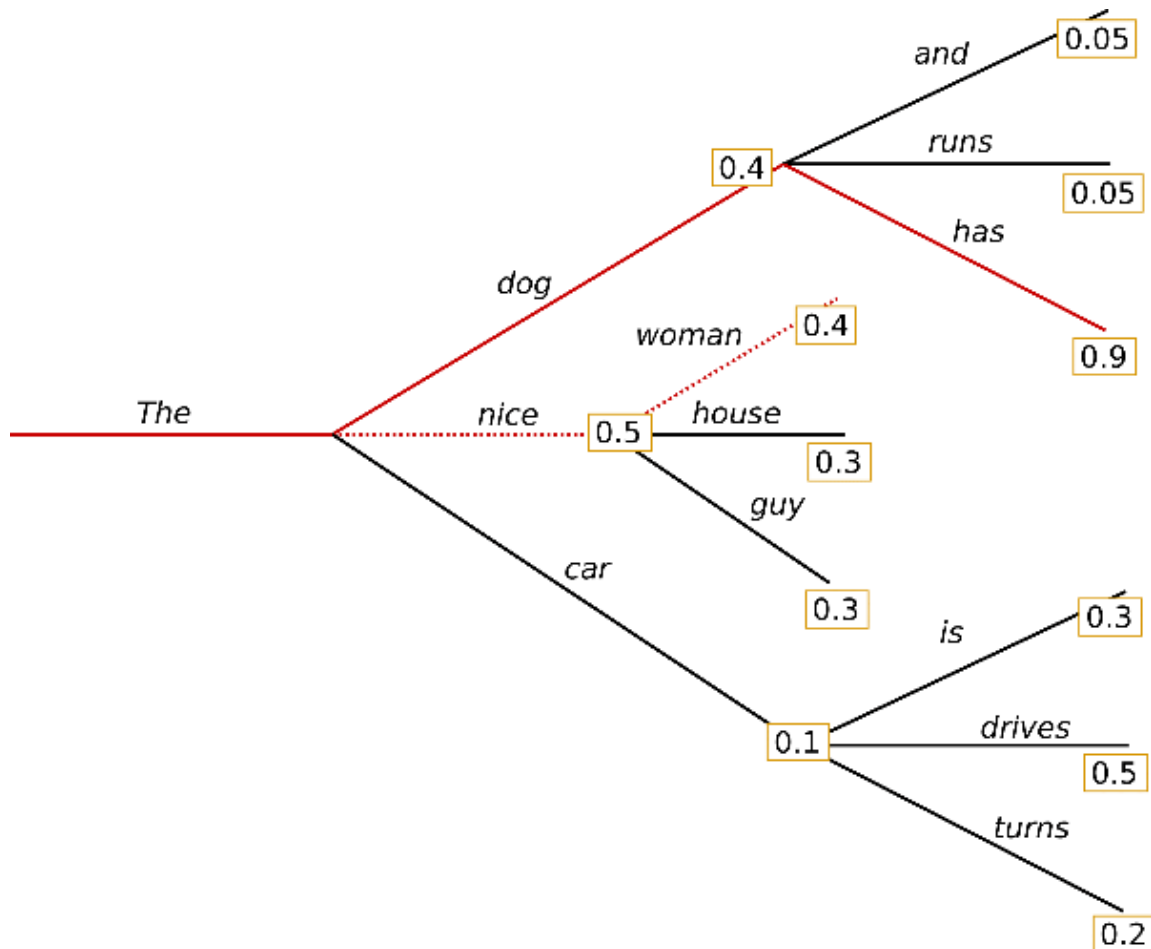 and
0.05
runs
0.4
0.05
has
dog
0.4
woman
0.9
The
nice
0.5
house
0.3
guy
car
0.3
0.3
is
0.1
drives
0.5
turns
0.2